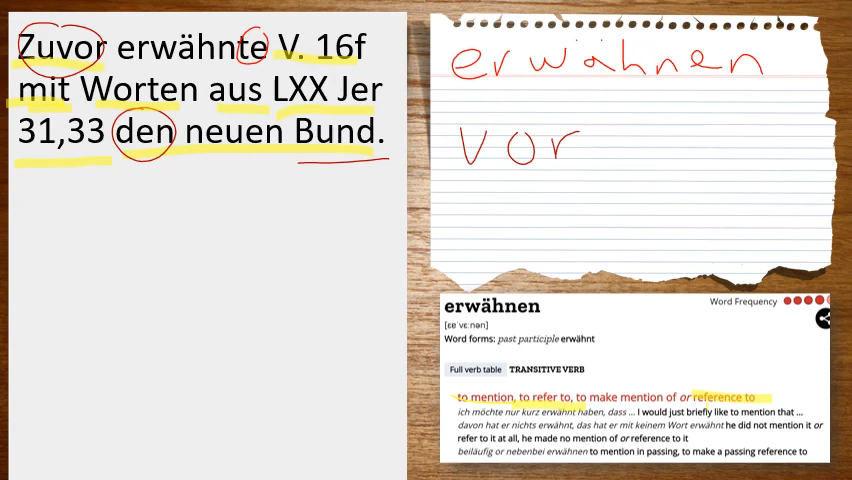 Zuvor erwähnte V. 16f
mit Worten aus LXX Jer
31,33 den neuen Bund.
erwähnen
vor
erwähnen
Word Frequency
[ɛɐˈvɛːnən]
Word forms: past participle erwähnt
Full verb table TRANSITIVE VERB
to mention, to refer to, to make mention of or reference to
ich möchte nur kurz erwähnt haben, dass ... I would just briefly like to mention that ...
davon hat er nichts erwähnt, das hat er mit keinem Wort erwähnt he did not mention it or
refer to it at all, he made no mention of or reference to it
beiläufig or nebenbei erwähnen to mention in passing, to make a passing reference to